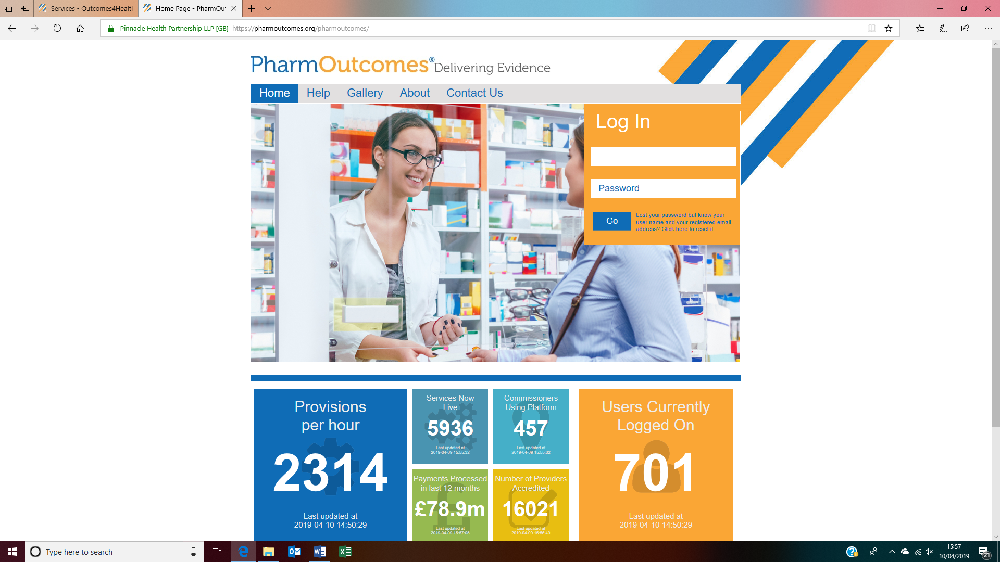 Services - Outcomes4Healt
Home Page - PharmOu
Pinnacle Health Partnership LLP [GB] https://pharmoutcomes.org/pharmoutcomes/
PharmOutcomes® Delivering Evidence
Home Help Gallery About Contact Us
Log In
Password
Go
Lost your password but know your
user name and your registered email
address? Click here to reset it...
Provisions
per hour
2314
Last updated at
2019-04-10 14:50:29
Services Now
Live
5936
Last updated at
2019-04-09 15:55:32
Commissioners
Using Platform
457
Last updated at
2019-04-09 15:55:32
Payments Processed
in last 12 months
£78.9m
Last updated at
2019-04-09 15:57:05
Number of Providers
Accredited
16021
Last updated at
2019-04-09 15:56:40
Users Currently
Logged On
701
Last updated at
2019-04-10 14:50:29
Type here to search
15:57
10/04/2019
21